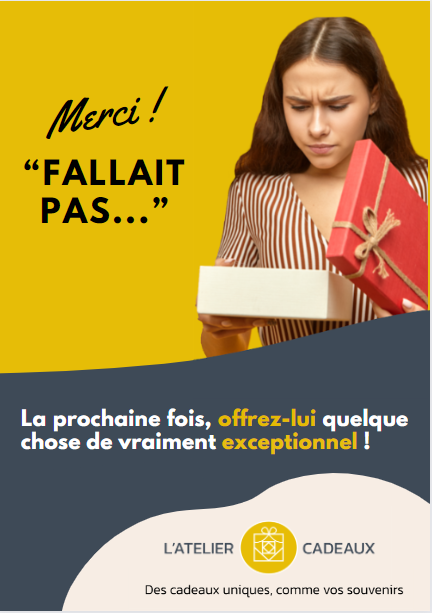 Merci !
“FALLAIT
PAS...”
La prochaine fois, offrez-lui quelque
chose de vraiment exceptionnel !
L’ATELIER CADEAUX
Des cadeaux uniques, comme vos souvenirs